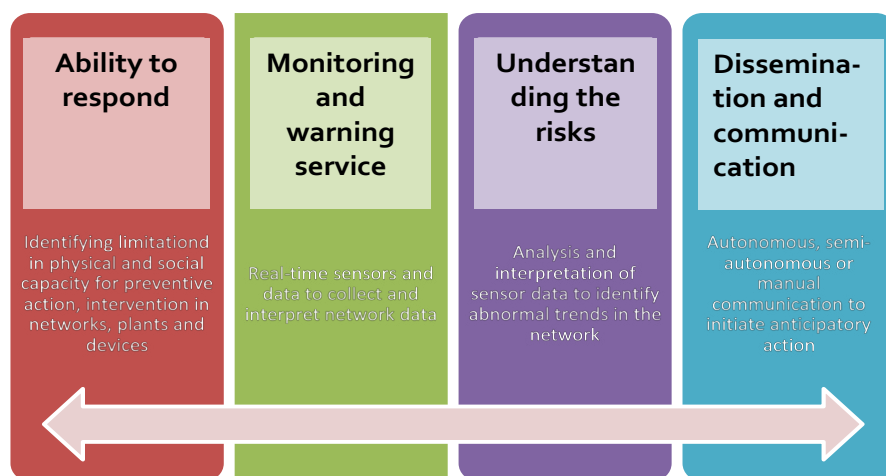 Ability to
respond
Identifying limitationd
in physical and social
capacity for preventive
action, intervention in
networks, plants and
devices
Monitoring
and
warning
service
Real-time sensors and
data to collect and
interpret network data
Understan
ding the
risks
Analysis and
interpretation of
sensor data to identify
abnormal trends in the
network
Dissemina-
tion and
communi-
cation
Autonomous, semi-
autonomous or
manual
communication to
initiate anticipatory
action